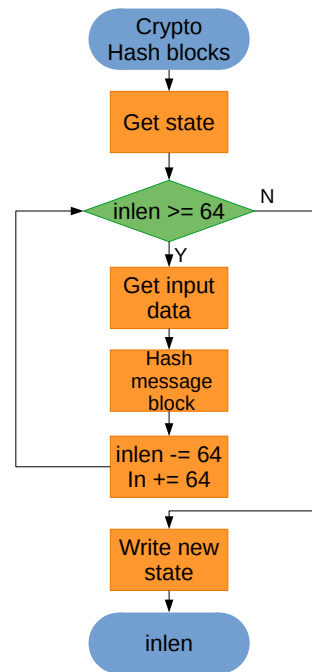 Crypto
Hash blocks
Get state
inlen >= 64
N
Y
Get input
data
Hash
message
block
inlen -= 64
In += 64
Write new
state
inlen